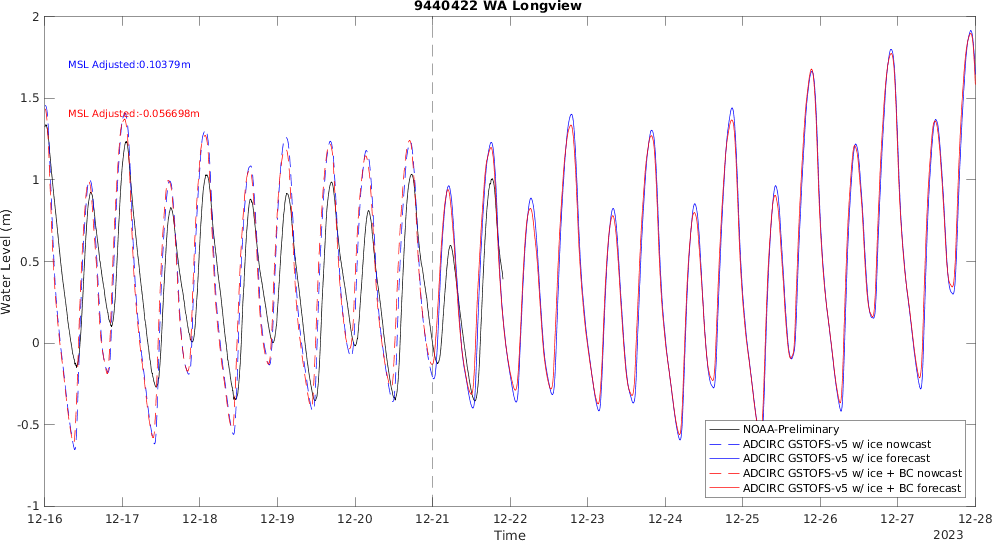 9440422 WA Longview
MSL Adjusted:0.10379m
MSL Adjusted:-0.056698m
Water Level (m)
2
1.5
1
0.5
0
-0.5
-1
NOAA-Preliminary
ADCIRC GSTOFS-v5 w/ ice nowcast
ADCIRC GSTOFS-v5 w/ ice forecast
ADCIRC GSTOFS-v5 w/ ice + BC nowcast
ADCIRC GSTOFS-v5 w/ ice + BC forecast
12-16 12-17 12-18 12-19 12-20 12-21 12-22 12-23 12-24 12-25 12-26 12-27 12-28
Time
2023